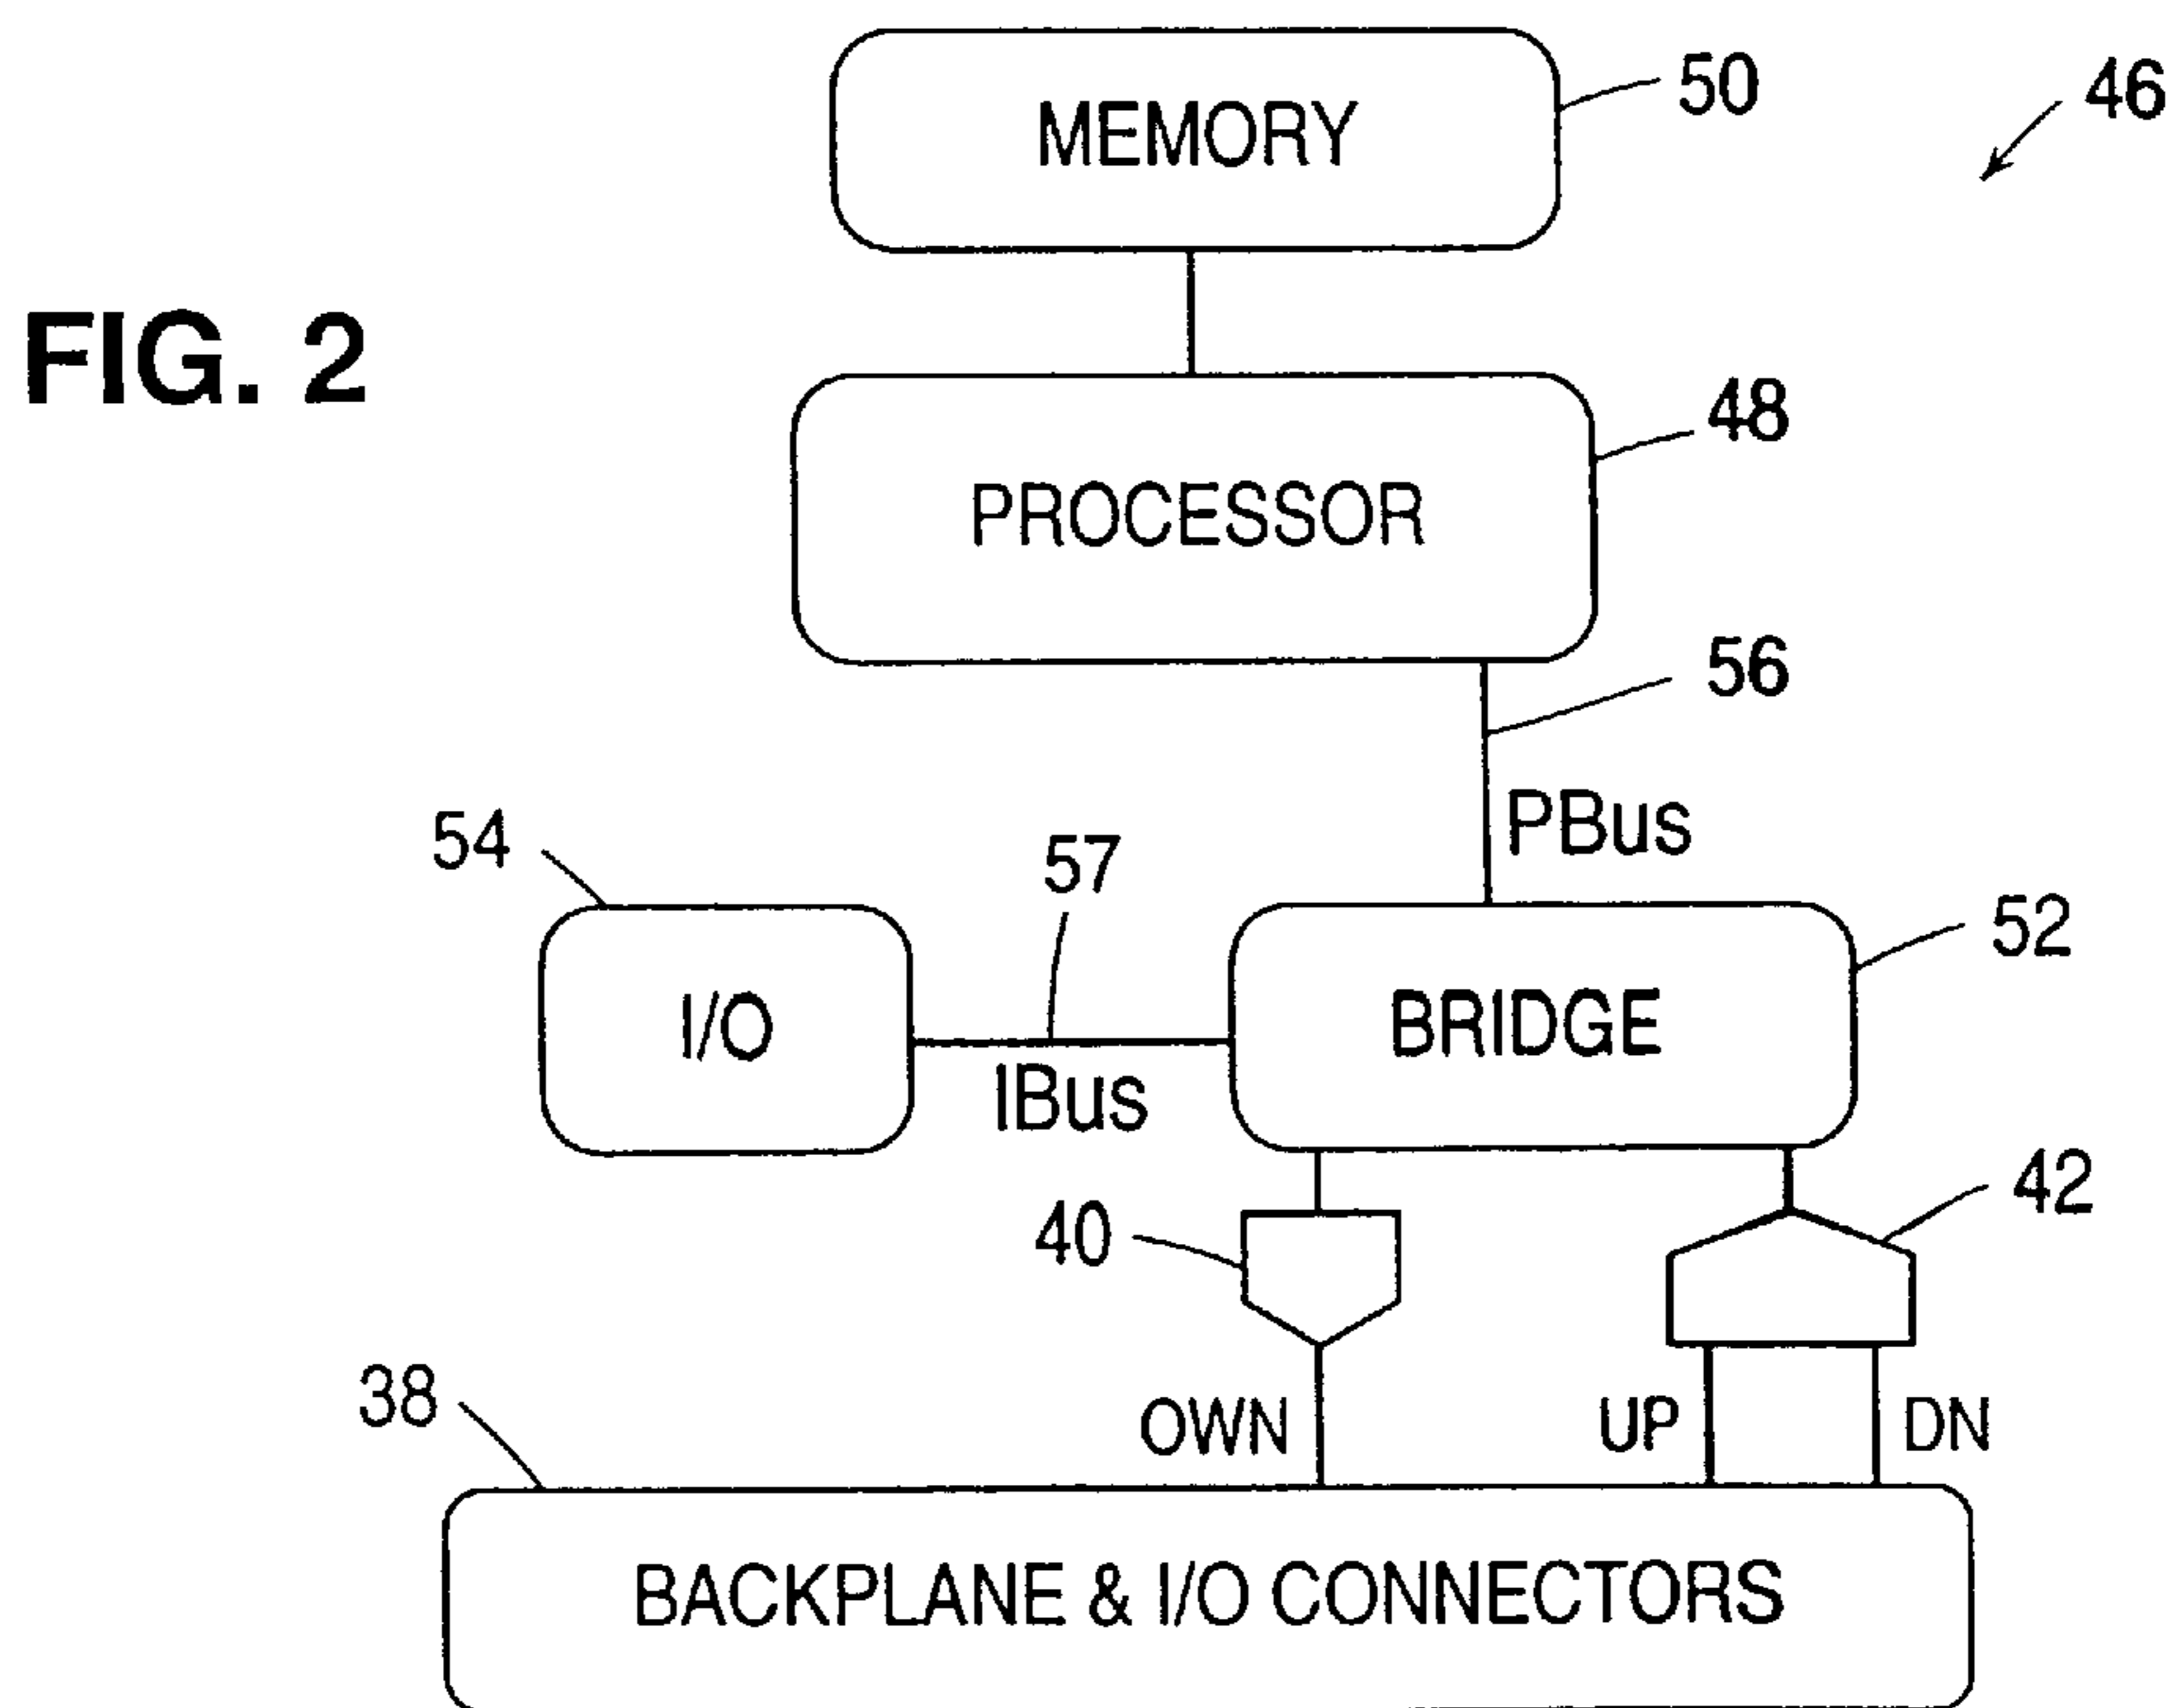 50
46
MEMORY
FIG. 2
48
PROCESSOR
56
PBus
54
57
52
I/O
BRIDGE
IBus
42
40
38
OWN
UP
DN
BACKPLANE & I/O CONNECTORS